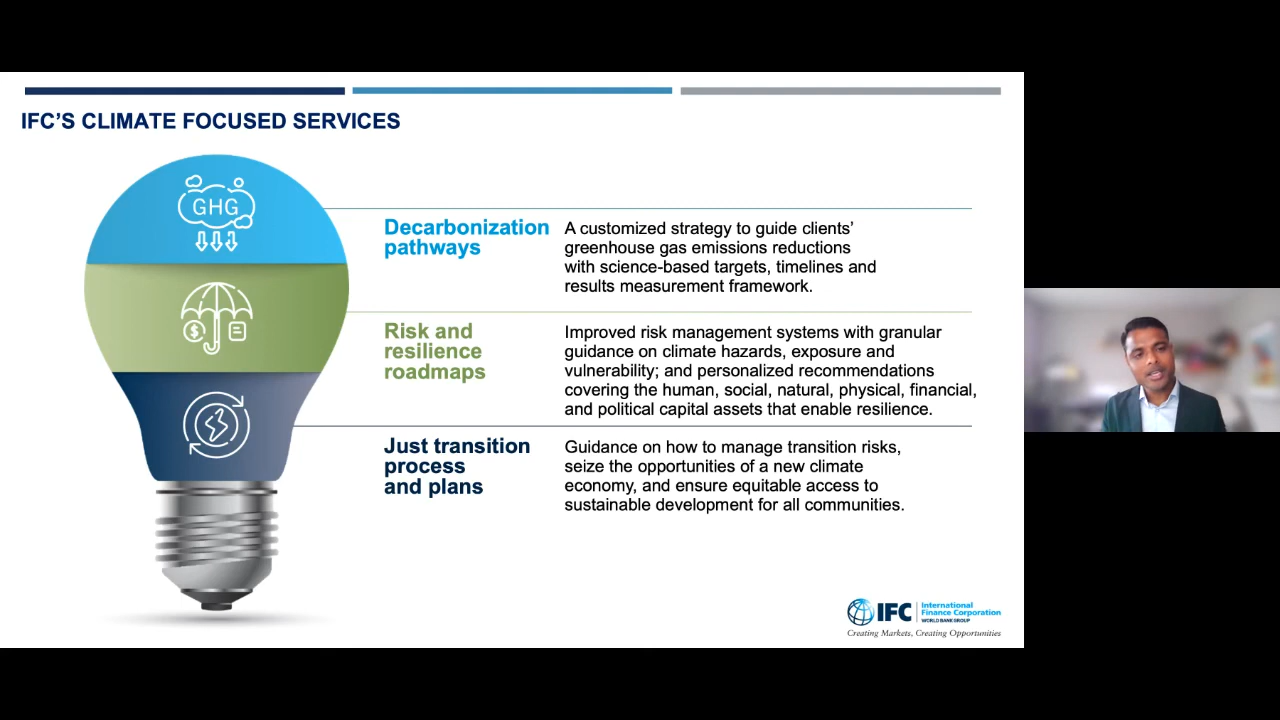 IFC'S CLIMATE FOCUSED SERVICES
GHG
Decarbonization
pathways
A customized strategy to guide clients'
greenhouse gas emissions reductions
with science-based targets, timelines and
results measurement framework.
$
Risk and
resilience
roadmaps
Improved risk management systems with granular
guidance on climate hazards, exposure and
vulnerability; and personalized recommendations
covering the human, social, natural, physical, financial,
and political capital assets that enable resilience.
Just transition
process
and plans
Guidance on how to manage transition risks,
seize the opportunities of a new climate
economy, and ensure equitable access to
sustainable development for all communities.
IFC
International
Finance Corporation
WORLD BANK GROUP
Creating Markets, Creating Opportunities